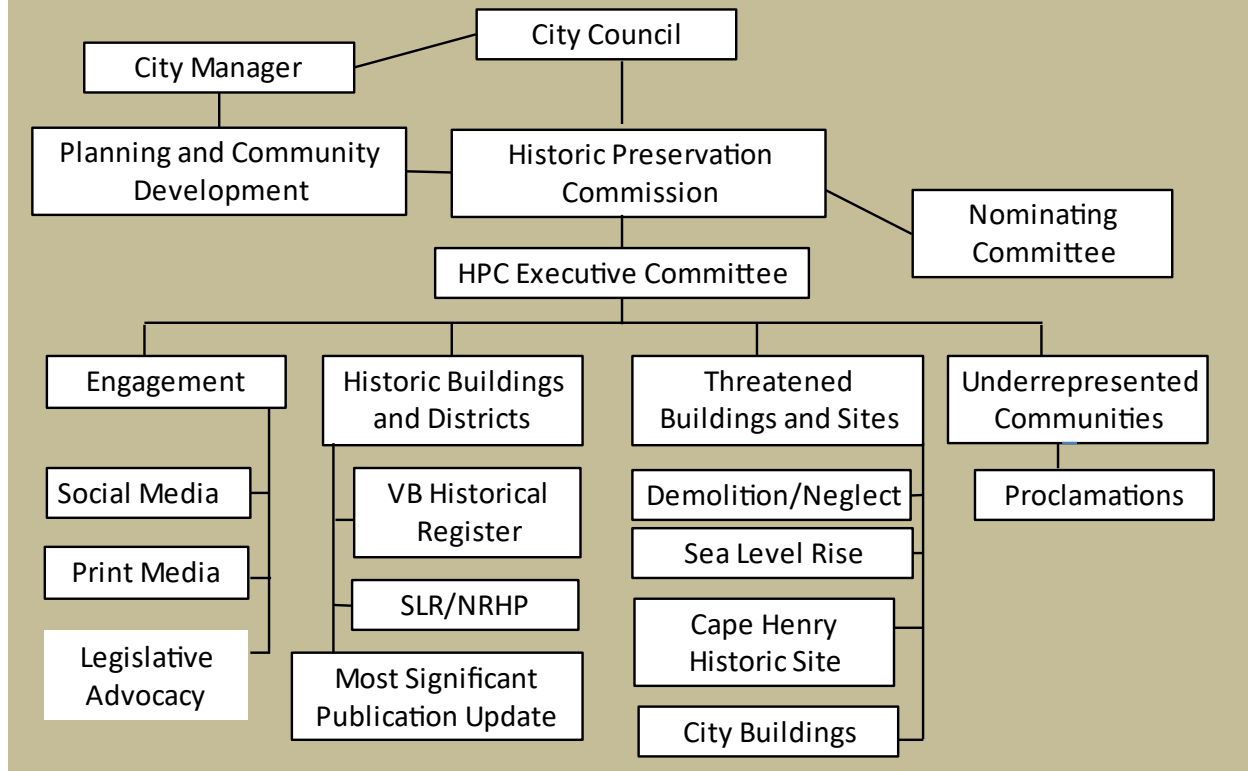 City Council
City Manager
Planning and Community
Development
Historic Preservation
Commission
Nominating
Committee
HPC Executive Committee
Engagement
Social Media
Print Media
Legislative
Advocacy
Historic Buildings
and Districts
VB Historical
Register
SLR/NRHP
Most Significant
Publication Update
Threatened
Buildings and Sites
Demolition/Neglect
Sea Level Rise
Cape Henry
Historic Site
City Buildings
Underrepresented
Communities
Proclamations